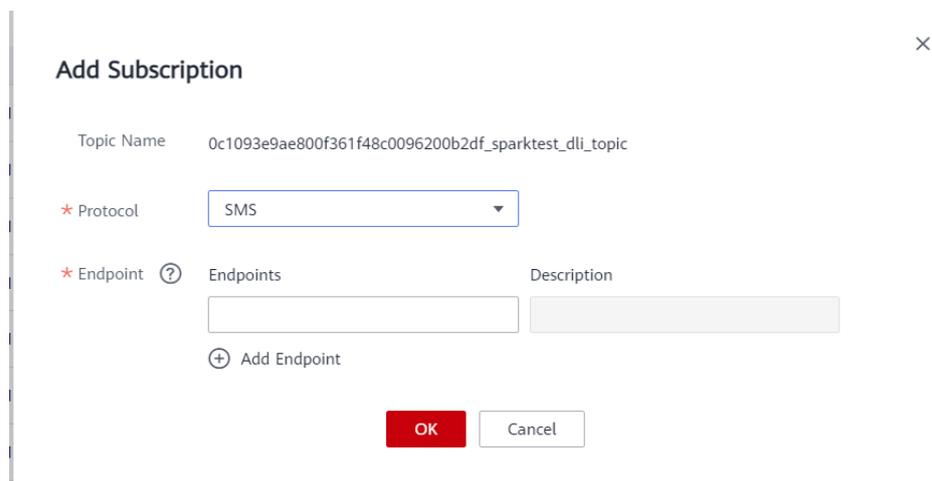 Add Subscription
Topic Name 0c1093e9ae800f361f48c0096200b2df_sparktest_dli_topic
* Protocol SMS
* Endpoint ? Endpoints Description
Add Endpoint
OK Cancel